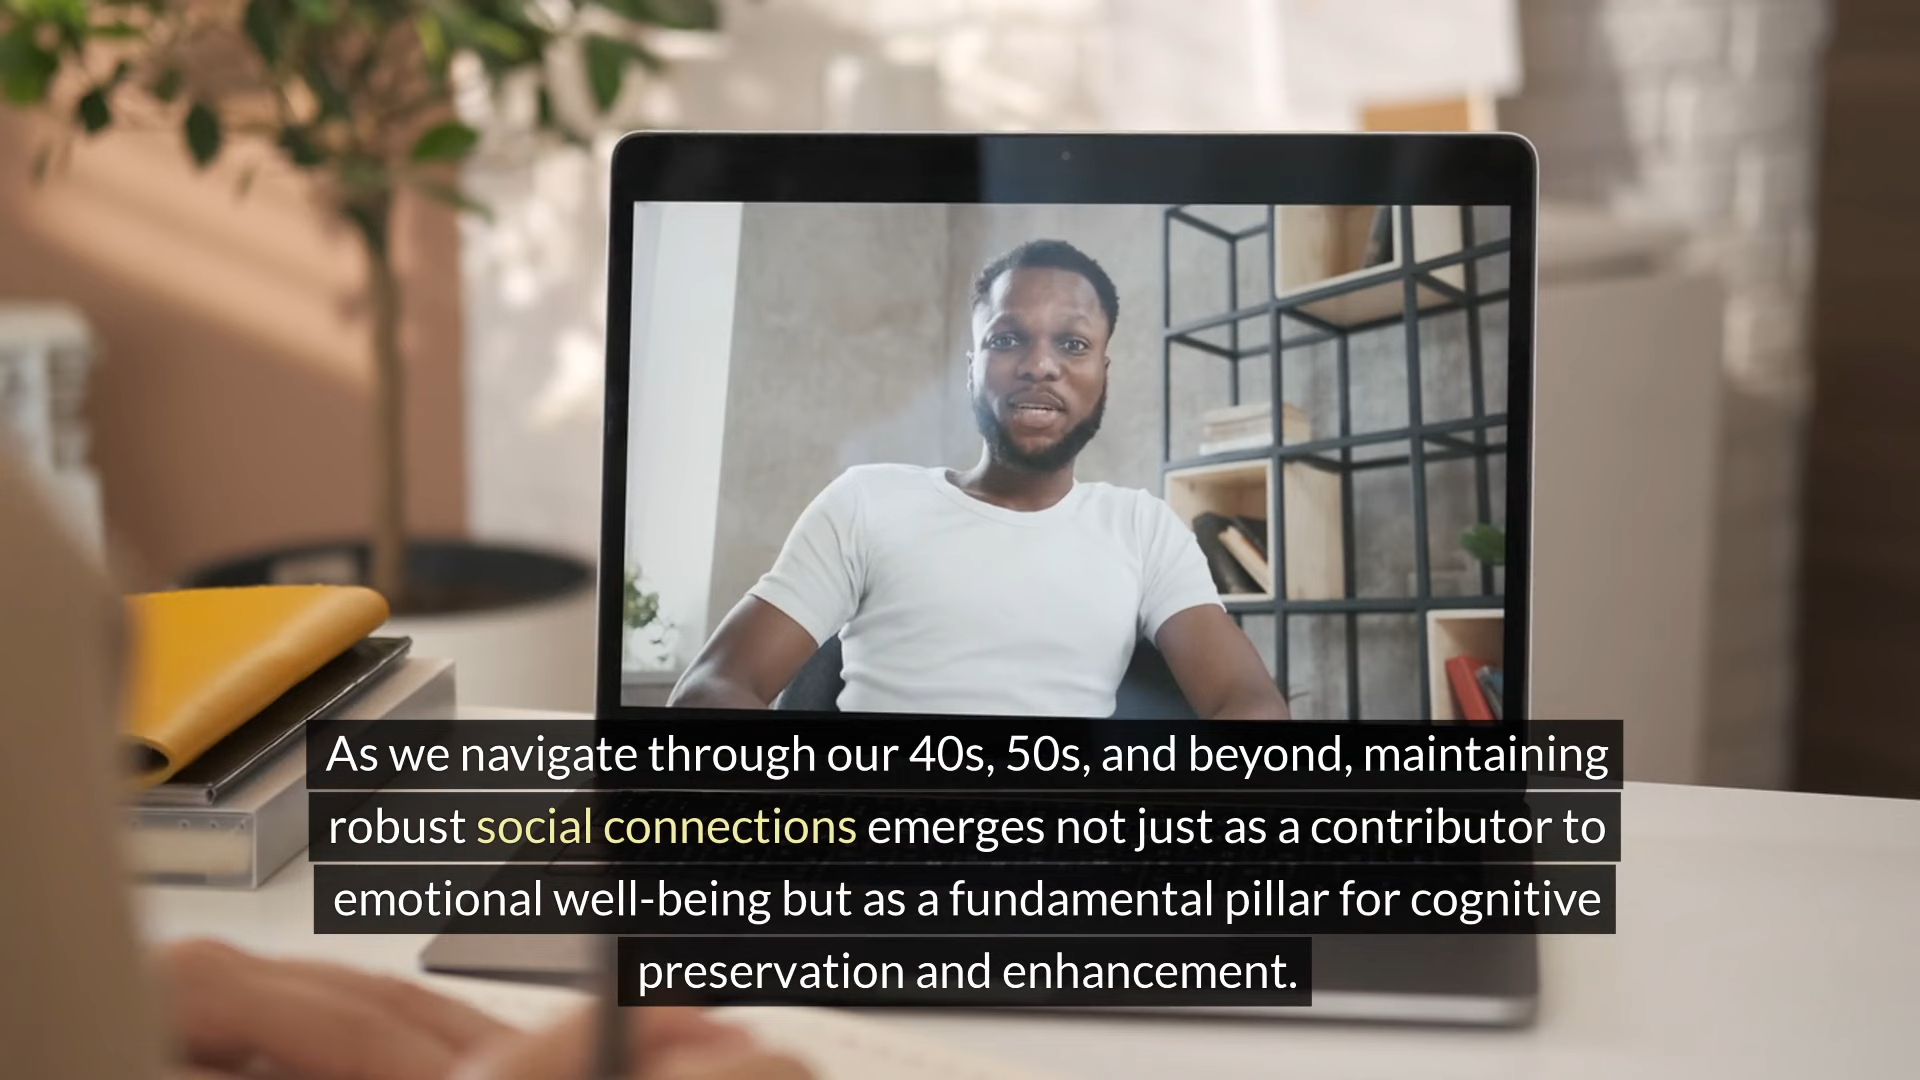 As we navigate through our 40s, 50s, and beyond, maintaining
robust social connections emerges not just as a contributor to
emotional well-being but as a fundamental pillar for cognitive
preservation and enhancement.